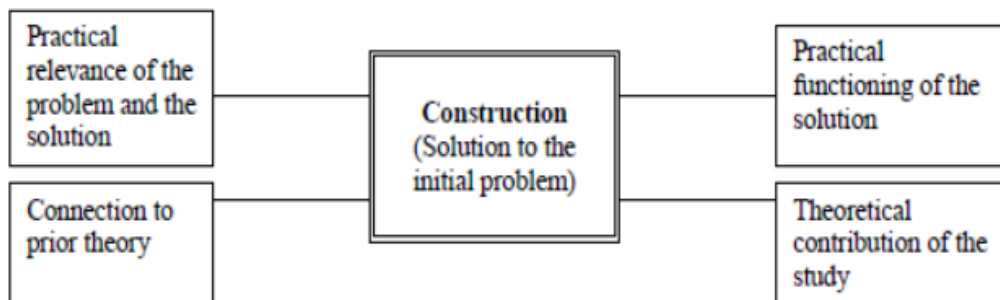 Practical
relevance of the
problem and the
solution
Connection to
prior theory
Construction
(Solution to the
initial problem)
Practical
functioning of the
solution
Theoretical
contribution of the
study